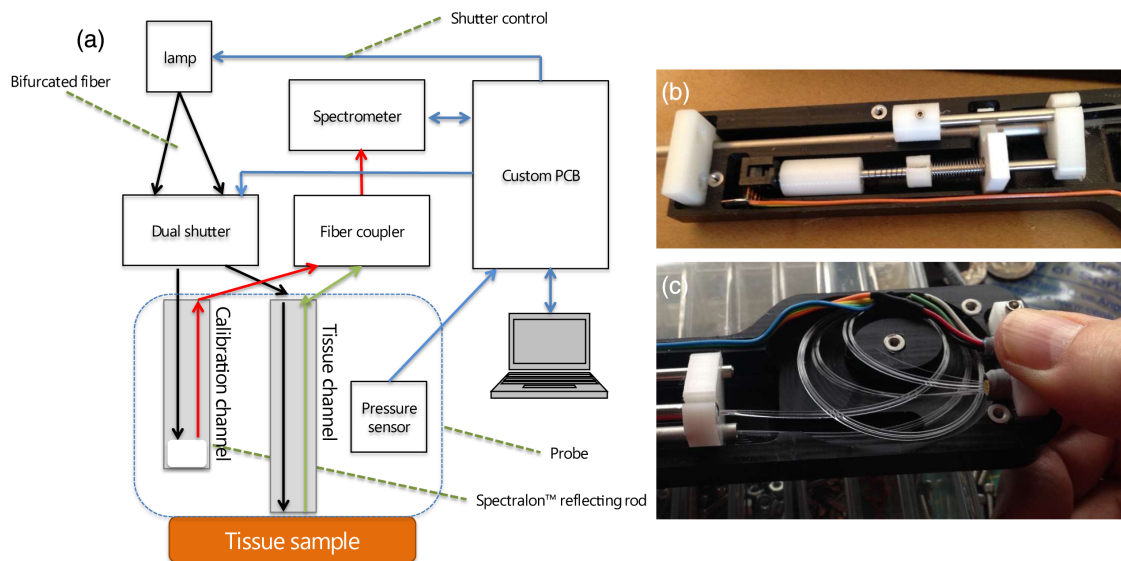 (a)
Shutter control
lamp
Bifurcated fiber
Spectrometer
Custom PCB
Dual shutter
Fiber coupler
Calibration channel
Tissue channel
Pressure
sensor
Probe
Spectralon™ reflecting rod
Tissue sample
(b)
(c)